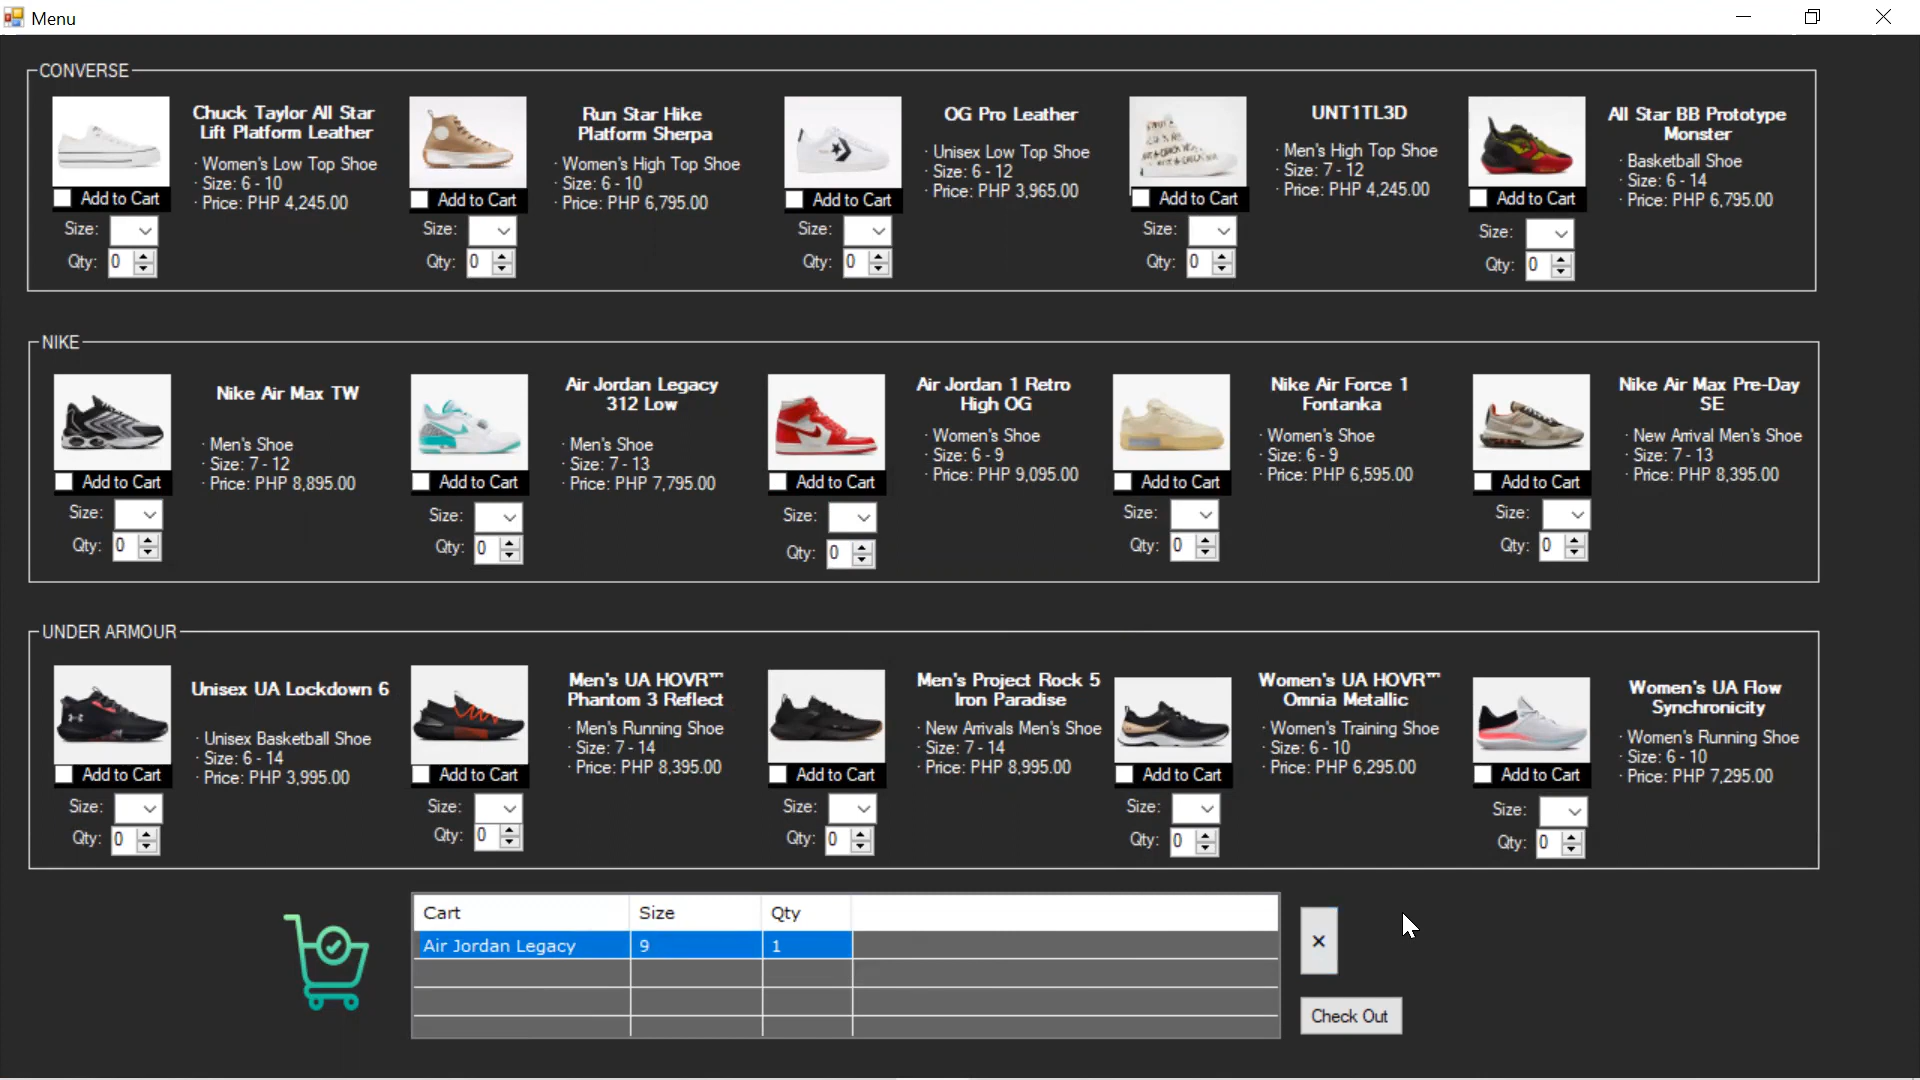 Menu
CONVERSE
Chuck Taylor All Star
Lift Platform Leather
· Women's Low Top Shoe
· Size: 6 - 10
· Price: PHP 4,245.00
Add to Cart
Size:
Qty: 0
Run Star Hike
Platform Sherpa
· Women's High Top Shoe
· Size: 6 - 10
· Price: PHP 6,795.00
Add to Cart
Size:
Qty: 0
OG Pro Leather
· Unisex Low Top Shoe
· Size: 6 - 12
· Price: PHP 3,965.00
Add to Cart
Size:
Qty: 0
UNT1TL3D
· Men's High Top Shoe
· Size: 7 - 12
· Price: PHP 4,245.00
Add to Cart
Size:
Qty: 0
All Star BB Prototype
Monster
· Basketball Shoe
· Size: 6 - 14
· Price: PHP 6,795.00
Add to Cart
Size:
Qty: 0
NIKE
Nike Air Max TW
· Men's Shoe
· Size: 7 - 12
· Price: PHP 8,895.00
Add to Cart
Size:
Qty: 0
Air Jordan Legacy
312 Low
· Men's Shoe
· Size: 7 - 13
· Price: PHP 7,795.00
Add to Cart
Size:
Qty: 0
Air Jordan 1 Retro
High OG
· Women's Shoe
· Size: 6 - 9
· Price: PHP 9,095.00
Add to Cart
Size:
Qty: 0
Nike Air Force 1
Fontanka
· Women's Shoe
· Size: 6 - 9
· Price: PHP 6,595.00
Add to Cart
Size:
Qty: 0
Nike Air Max Pre-Day
SE
· New Arrival Men's Shoe
· Size: 7 - 13
· Price: PHP 8,395.00
Add to Cart
Size:
Qty: 0
UNDER ARMOUR
Unisex UA Lockdown 6
· Unisex Basketball Shoe
· Size: 6 - 14
· Price: PHP 3,995.00
Add to Cart
Size:
Qty: 0
Men's UA HOVR™
Phantom 3 Reflect
· Men's Running Shoe
· Size: 7 - 14
· Price: PHP 8,395.00
Add to Cart
Size:
Qty: 0
Men's Project Rock 5
Iron Paradise
· New Arrivals Men's Shoe
· Size: 7 - 14
· Price: PHP 8,995.00
Add to Cart
Size:
Qty: 0
Women's UA HOVR™
Omnia Metallic
· Women's Training Shoe
· Size: 6 - 10
· Price: PHP 6,295.00
Add to Cart
Size:
Qty: 0
Women's UA Flow
Synchronicity
· Women's Running Shoe
· Size: 6 - 10
· Price: PHP 7,295.00
Add to Cart
Size:
Qty: 0
Cart Size Qty
Air Jordan Legacy 9 1
×
Check Out